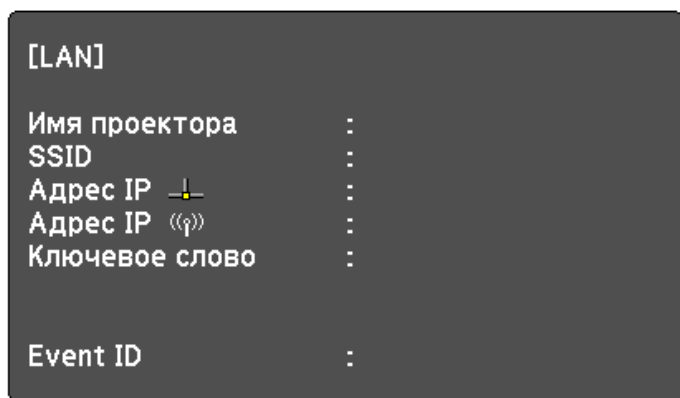 [LAN]
Имя проектора :
SSID :
Адрес IP :
Адрес IP :
Ключевое слово :
Event ID :